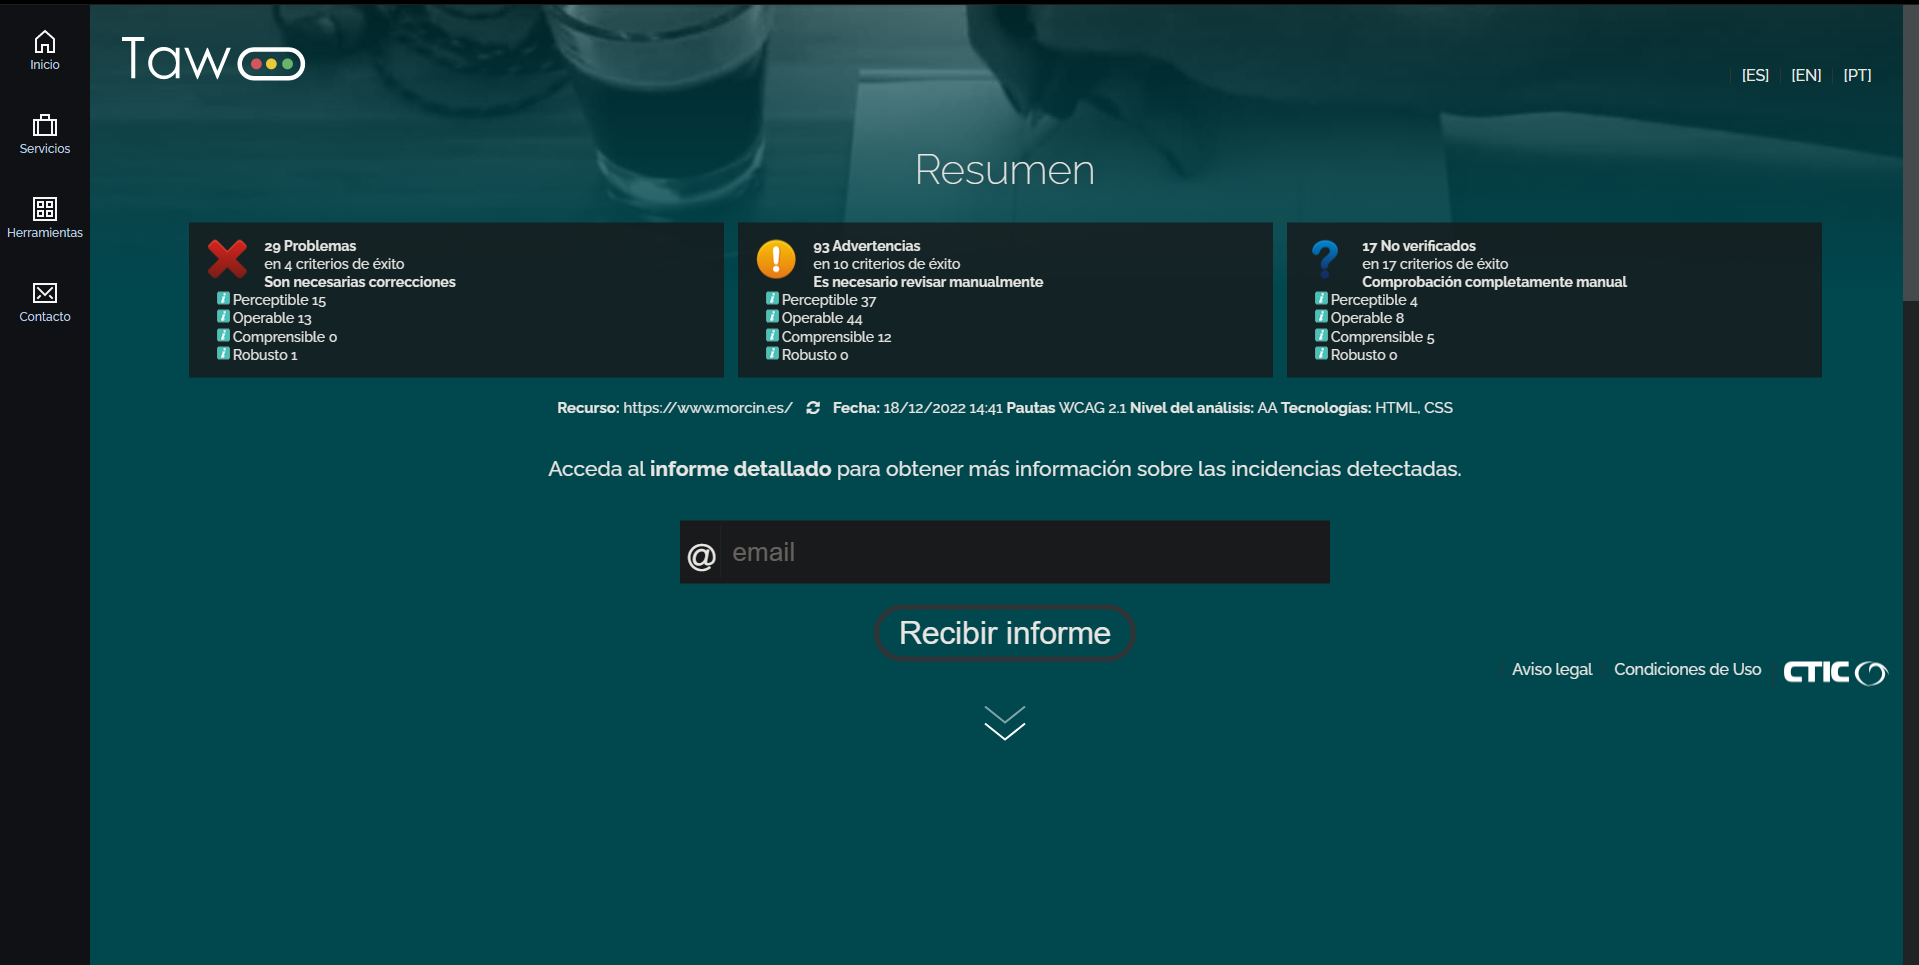 Inicio
Servicios
Herramientas
Contacto
Taw
[ES] [EN] [PT]
Resumen
29 Problemas
en 4 criterios de éxito
Son necesarias correcciones
Perceptible 15
Operable 13
Comprensible 0
Robusto 1
93 Advertencias
en 10 criterios de éxito
Es necesario revisar manualmente
Perceptible 37
Operable 44
Comprensible 12
Robusto 0
17 No verificados
en 17 criterios de éxito
Comprobación completamente manual
Perceptible 4
Operable 8
Comprensible 5
Robusto 0
Recurso: https://www.morcin.es/ Fecha: 18/12/2022 14:41 Pautas WCAG 2.1 Nivel del análisis: AA Tecnologías: HTML, CSS
Acceda al informe detallado para obtener más información sobre las incidencias detectadas.
@ email
Recibir informe
Aviso legal Condiciones de Uso CTIC